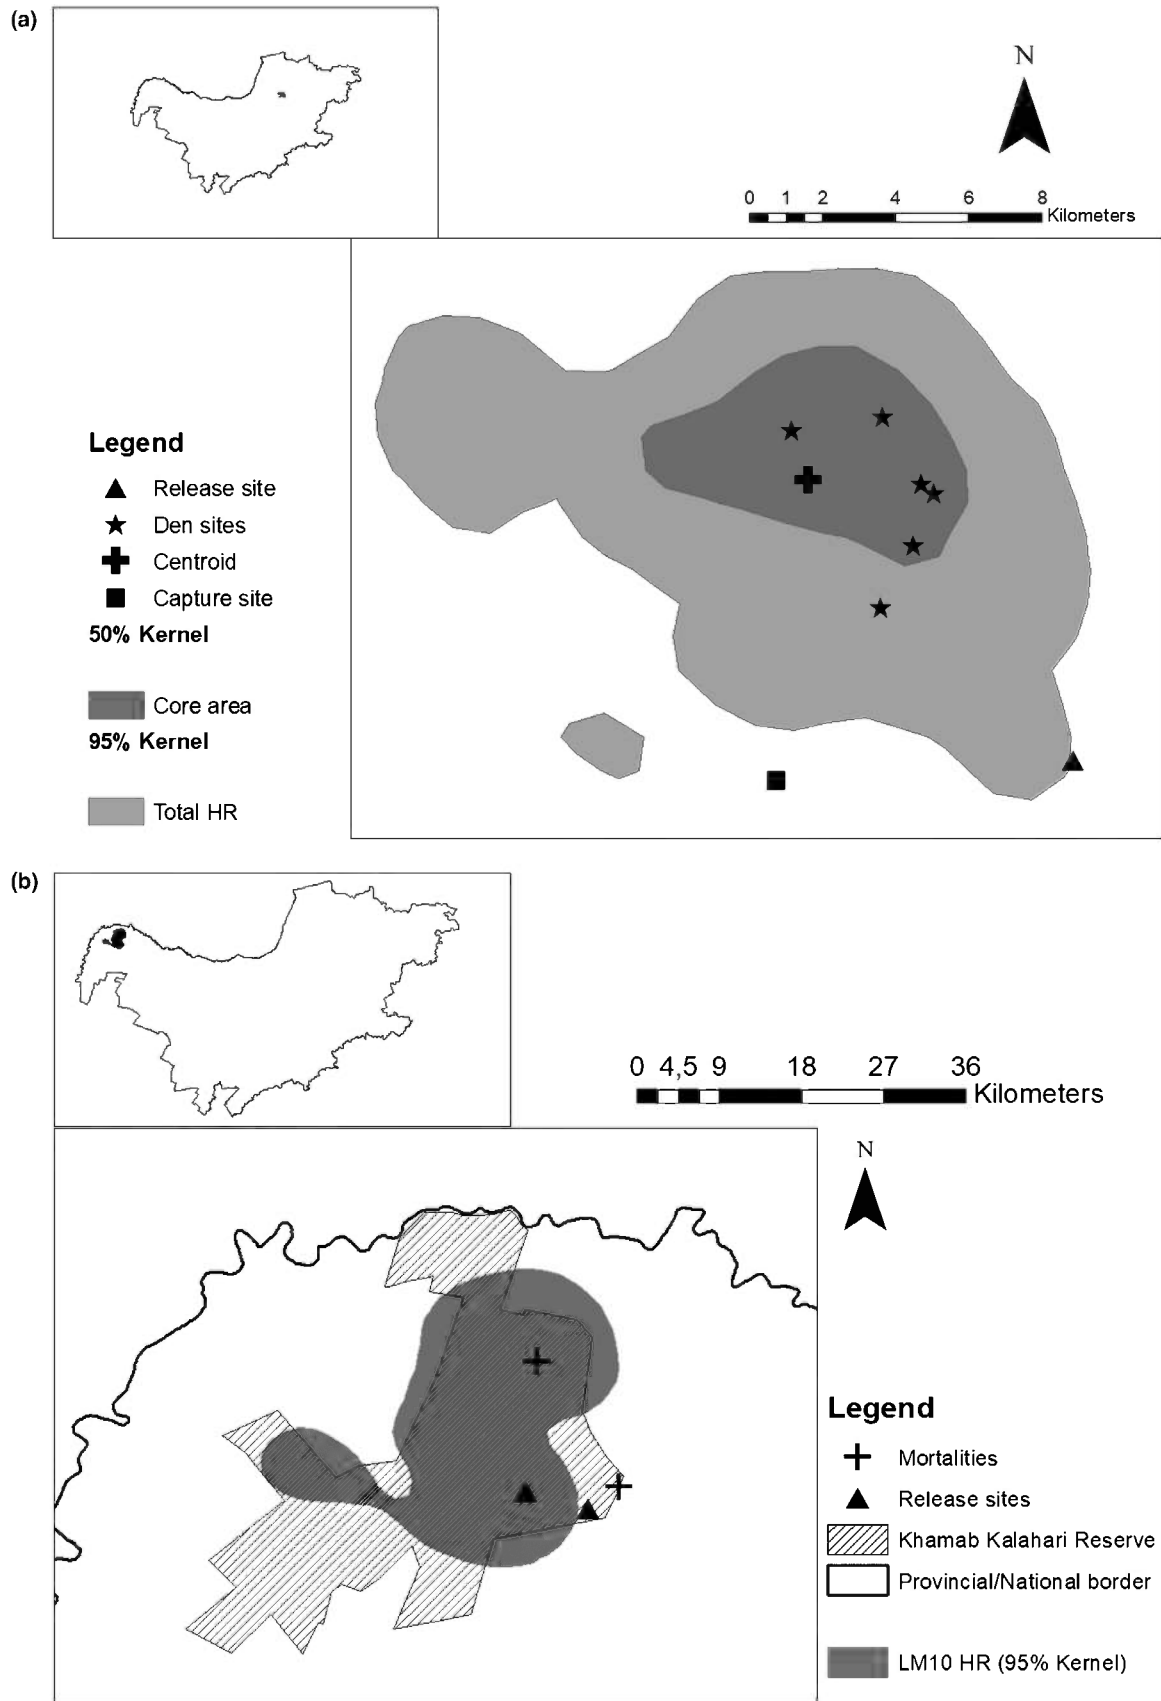 (a)
N
0 1 2 4 6 8
Kilometers
Legend
Release site
Den sites
Centroid
Capture site
50% Kernel
Core area
95% Kernel
Total HR
(b)
0 4,5 9 18 27 36
Kilometers
N
Legend
Mortalities
Release sites
Khamab Kalahari Reserve
Provincial/National border
LM10 HR (95% Kernel)